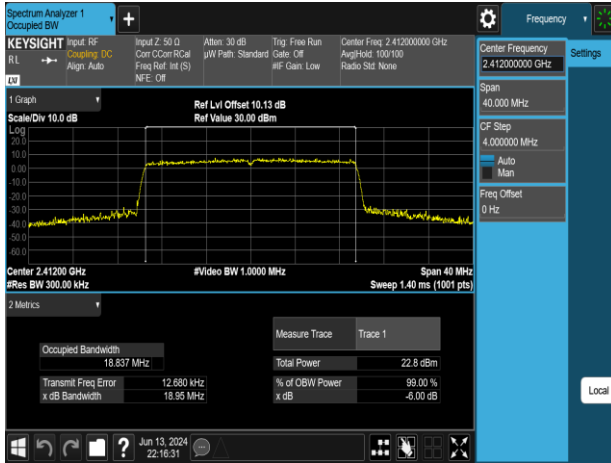 Spectrum Analyzer 1
Occupied BW
+
Frequency
KEYSIGHT
RL
LXI
Input: RF
Coupling: DC
Align: Auto
Input Z: 50 Ω
Corr CCorr RCal
Freq Ref: Int (S)
NFE: Off
Atten: 30 dB
µW Path: Standard
Trig: Free Run
Gate: Off
#IF Gain: Low
Center Freq: 2.412000000 GHz
Avg|Hold: 100/100
Radio Std: None
Center Frequency
2.412000000 GHz
Settings
Span
40.000 MHz
CF Step
4.000000 MHz
Auto
Man
Freq Offset
0 Hz
Local
1 Graph
Scale/Div 10.0 dB
Ref Lvl Offset 10.13 dB
Ref Value 30.00 dBm
Log
20.0
10.0
0.00
-10.0
-20.0
-30.0
-40.0
-50.0
-60.0
Center 2.41200 GHz
#Res BW 300.00 kHz
#Video BW 1.0000 MHz
Span 40 MHz
Sweep 1.40 ms (1001 pts)
2 Metrics
Occupied Bandwidth
18.837 MHz
Transmit Freq Error 12.680 kHz
x dB Bandwidth 18.95 MHz
Measure Trace Trace 1
Total Power 22.8 dBm
% of OBW Power 99.00 %
x dB -6.00 dB
?
Jun 13, 2024
22:16:31